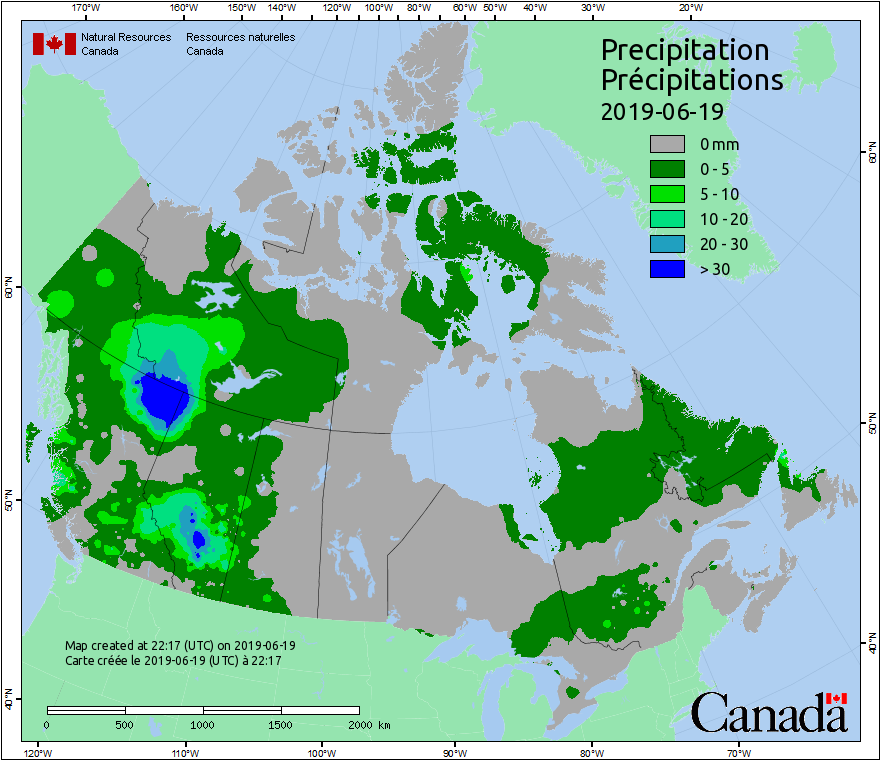 170°W 160°W 150°W 140°W 130°W 120°W 110°W 100°W 90°W 80°W 60°W 50°W 40°W 30°W 20°W
Natural Resources Ressources naturelles
Canada Canada
Precipitation
Précipitations
2019-06-19
0 mm
0 - 5
5 - 10
10 - 20
20 - 30
> 30
60°N
60°N
50°N
50°N
40°N
40°N
Map created at 22:17 (UTC) on 2019-06-19
Carte créée le 2019-06-19 (UTC) à 22:17
0 500 1000 1500 2000 km
Canada
120°W 110°W 100°W 90°W 80°W 70°W